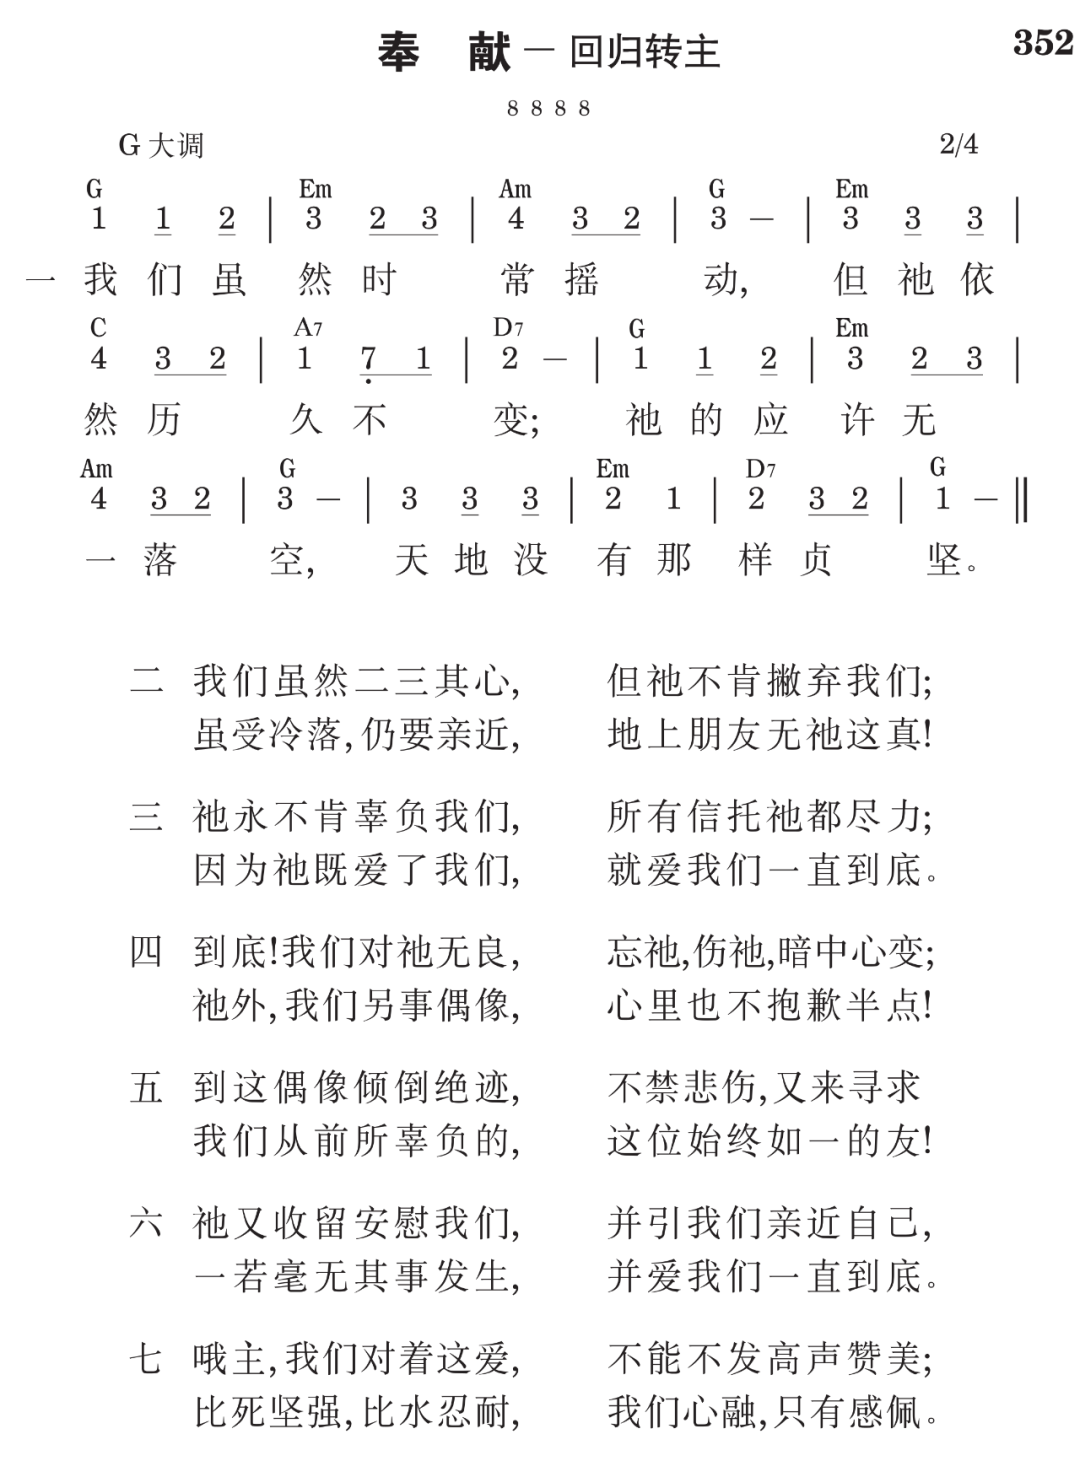 奉　献 — 回归转主　352
8 8 8 8
G 大调　2/4
G　Em　Am　G　Em
1 1 2 | 3 2 3 | 4 3 2 | 3 — | 3 3 3 |
一 我 们 虽 然 时 常 摇 动, 但 祂 依
C　A7　D7　G　Em
4 3 2 | 1 7̣ 1 | 2 — | 1 1 2 | 3 2 3 |
然 历 久 不 变; 祂 的 应 许 无
Am　G　Em　D7　G
4 3 2 | 3 — | 3 3 3 | 2 1 | 2 3 2 | 1 — ‖
一 落 空, 天 地 没 有 那 样 贞 坚。
二 我们虽然二三其心,　但祂不肯撇弃我们;
虽受冷落,仍要亲近,　地上朋友无祂这真!
三 祂永不肯辜负我们,　所有信托祂都尽力;
因为祂既爱了我们,　就爱我们一直到底。
四 到底!我们对祂无良,　忘祂,伤祂,暗中心变;
祂外,我们另事偶像,　心里也不抱歉半点!
五 到这偶像倾倒绝迹,　不禁悲伤,又来寻求
我们从前所辜负的,　这位始终如一的友!
六 祂又收留安慰我们,　并引我们亲近自己,
一若毫无其事发生,　并爱我们一直到底。
七 哦主,我们对着这爱,　不能不发高声赞美;
比死坚强,比水忍耐,　我们心融,只有感佩。